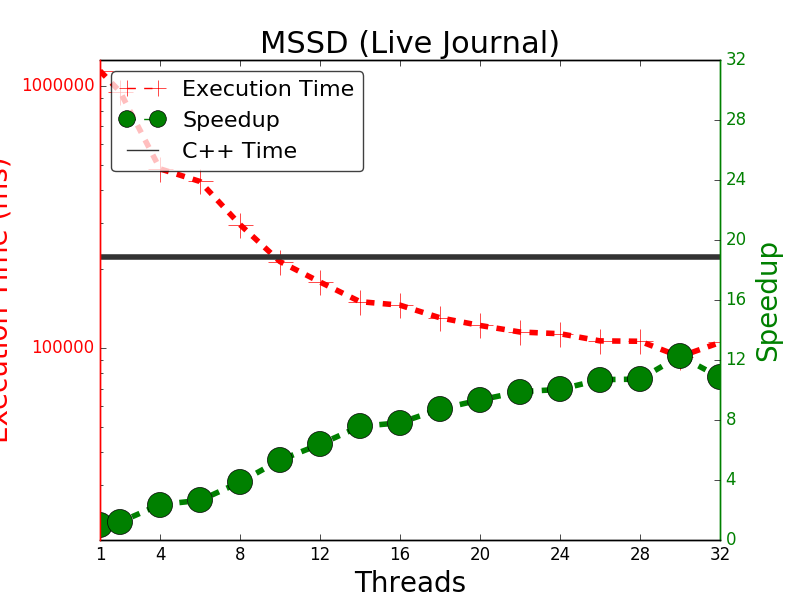 MSSD (Live Journal)
Execution Time
Speedup
C++ Time
1000000
100000
Execution Time (ms)
32
28
24
20
16
12
8
4
0
Speedup
1
4
8
12
16
20
24
28
32
Threads